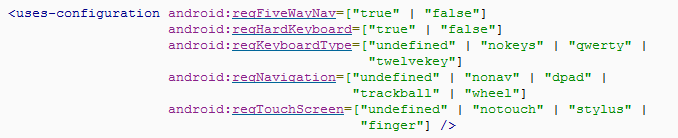 <uses-configuration android:reqFiveWayNav=["true" | "false"]
android:reqHardKeyboard=["true" | "false"]
android:reqKeyboardType=["undefined" | "nokeys" | "qwerty" |
"twelvekey"]
android:reqNavigation=["undefined" | "nonav" | "dpad" |
"trackball" | "wheel"]
android:reqTouchScreen=["undefined" | "notouch" | "stylus" |
"finger"] />